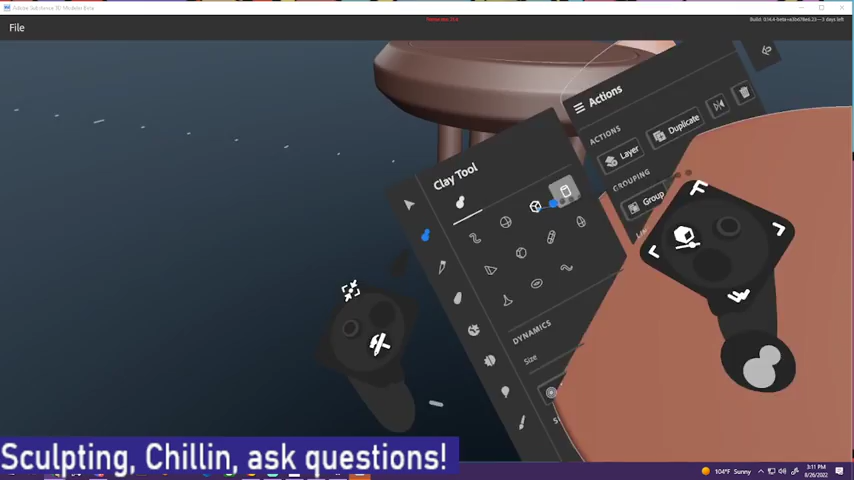 Adobe Substance 3D Modeler Beta
File
Actions
ACTIONS
Layer
Duplicate
GROUPING
Group
Clay Tool
DYNAMICS
Size
Sculpting, Chillin, ask questions!
104°F Sunny
3:11 PM
8/26/2022